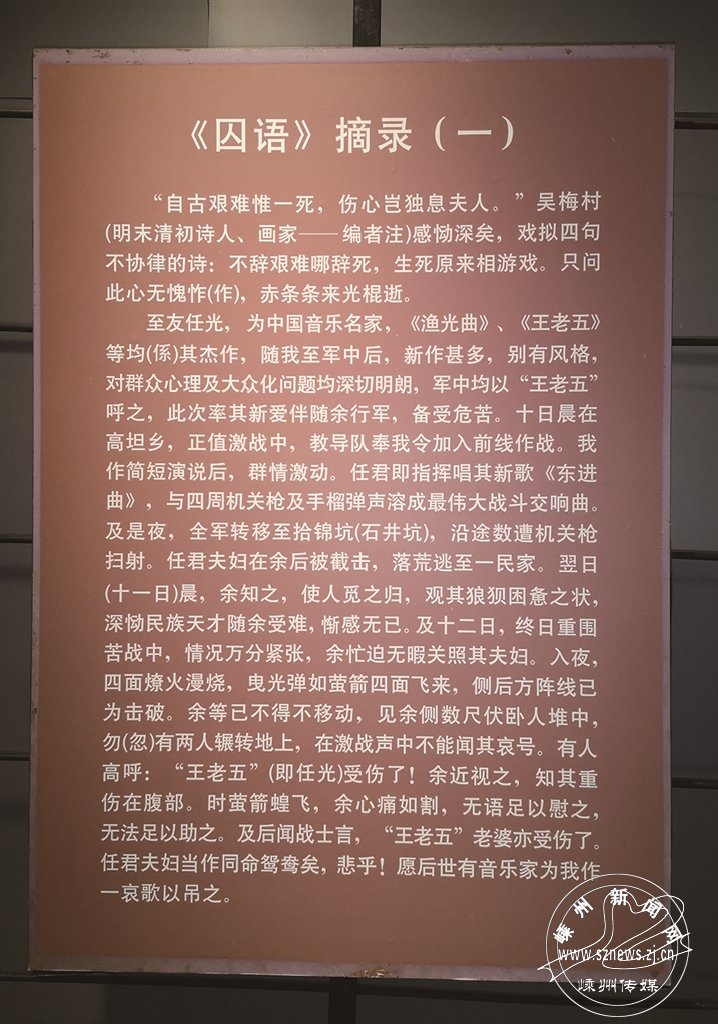 《囚语》摘录(一)
“自古艰难惟一死，伤心岂独息夫人。”吴梅村
(明末清初诗人、画家——编者注)感恸深矣，戏拟四句
不协律的诗：不辞艰难哪辞死，生死原来相游戏。只问
此心无愧怍(作)，赤条条来光棍逝。
至友任光，为中国音乐名家，《渔光曲》、《王老五》
等均(係)其杰作，随我至军中后，新作甚多，别有风格，
对群众心理及大众化问题均深切明朗，军中均以“王老五”
呼之，此次率其新爱伴随余行军，备受危苦。十日晨在
高坦乡，正值激战中，教导队奉我令加入前线作战。我
作简短演说后，群情激动。任君即指挥唱其新歌《东进
曲》，与四周机关枪及手榴弹声溶成最伟大战斗交响曲。
及是夜，全军转移至拾锦坑(石井坑)，沿途数遭机关枪
扫射。任君夫妇在余后被截击，落荒逃至一民家。翌日
(十一日)晨，余知之，使人觅之归，观其狼狈困惫之状，
深恸民族天才随余受难，惭感无已。及十二日，终日重围
苦战中，情况万分紧张，余忙迫无暇关照其夫妇。入夜，
四面燎火漫烧，曳光弹如萤箭四面飞来，侧后方阵线已
为击破。余等已不得不移动，见余侧数尺伏卧人堆中，
勿(忽)有两人辗转地上，在激战声中不能闻其哀号。有人
高呼：“王老五”(即任光)受伤了！余近视之，知其重
伤在腹部。时萤箭蝗飞，余心痛如割，无语足以慰之，
无法足以助之。及后闻战士言，“王老五”老婆亦受伤了。
任君夫妇当作同命鸳鸯矣，悲乎！愿后世有音乐家为我作
一哀歌以吊之。
嵊州新闻网
www.sznews.zj.cn
嵊州传媒